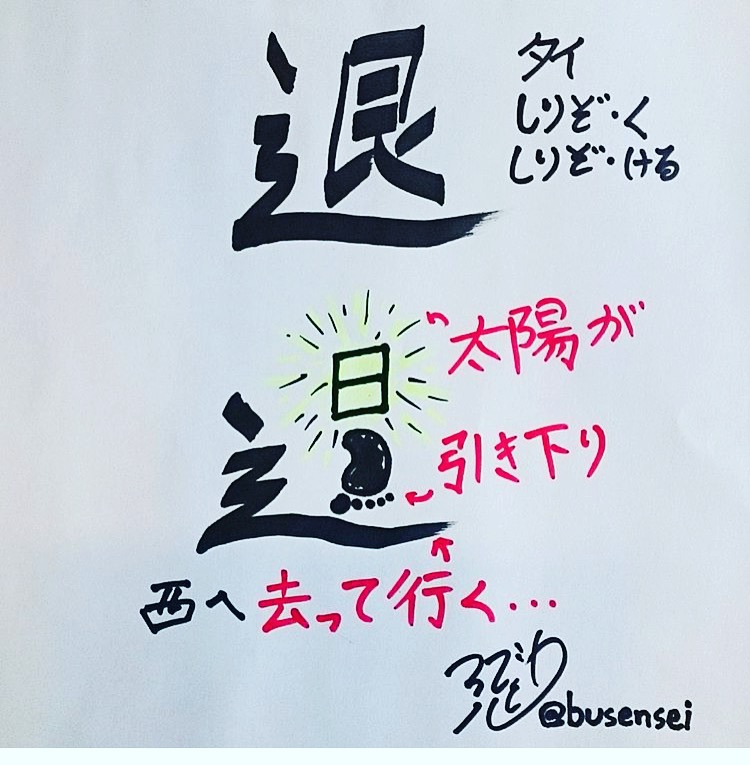 退
タイ
しりぞ・く
しりぞ・ける
日
太陽が
引き下り
西へ去って行く…
@busensei